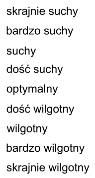 skrajnie suchy
bardzo suchy
suchy
dość suchy
optymalny
dość wilgotny
wilgotny
bardzo wilgotny
skrajnie wilgotny